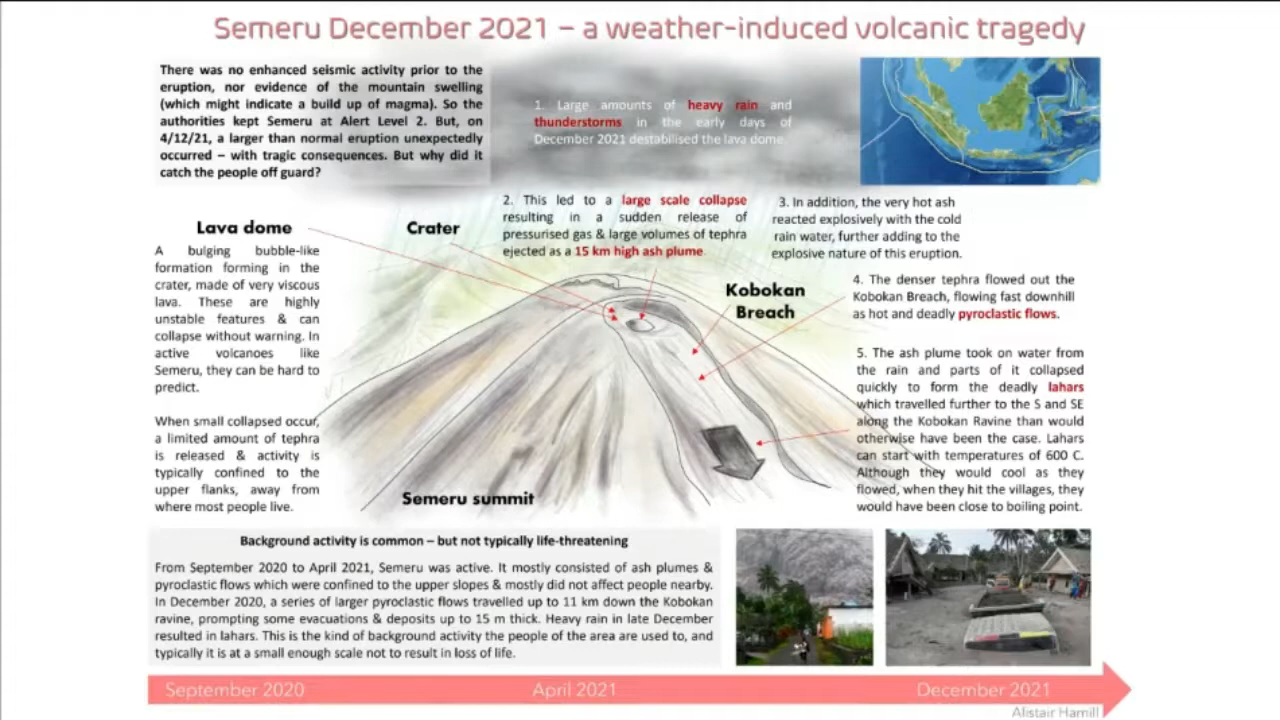 Semeru December 2021 – a weather-induced volcanic tragedy
There was no enhanced seismic activity prior to the
eruption, nor evidence of the mountain swelling
(which might indicate a build up of magma). So the
authorities kept Semeru at Alert Level 2. But, on
4/12/21, a larger than normal eruption unexpectedly
occurred – with tragic consequences. But why did it
catch the people off guard?
1. Large amounts of heavy rain and
thunderstorms in the early days of
December 2021 destabilised the lava dome
2. This led to a large scale collapse
resulting in a sudden release of
pressurised gas & large volumes of tephra
ejected as a 15 km high ash plume.
3. In addition, the very hot ash
reacted explosively with the cold
rain water, further adding to the
explosive nature of this eruption.
Lava dome
A bulging bubble-like
formation forming in the
crater, made of very viscous
lava. These are highly
unstable features & can
collapse without warning. In
active volcanoes like
Semeru, they can be hard to
predict.
When small collapsed occur,
a limited amount of tephra
is released & activity is
typically confined to the
upper flanks, away from
where most people live.
Crater
Kobokan
Breach
4. The denser tephra flowed out the
Kobokan Breach, flowing fast downhill
as hot and deadly pyroclastic flows.
5. The ash plume took on water from
the rain and parts of it collapsed
quickly to form the deadly lahars
which travelled further to the S and SE
along the Kobokan Ravine than would
otherwise have been the case. Lahars
can start with temperatures of 600 C.
Although they would cool as they
flowed, when they hit the villages, they
would have been close to boiling point.
Semeru summit
Background activity is common – but not typically life-threatening
From September 2020 to April 2021, Semeru was active. It mostly consisted of ash plumes &
pyroclastic flows which were confined to the upper slopes & mostly did not affect people nearby.
In December 2020, a series of larger pyroclastic flows travelled up to 11 km down the Kobokan
ravine, prompting some evacuations & deposits up to 15 m thick. Heavy rain in late December
resulted in lahars. This is the kind of background activity the people of the area are used to, and
typically it is at a small enough scale not to result in loss of life.
September 2020
April 2021
December 2021
Alistair Hamill